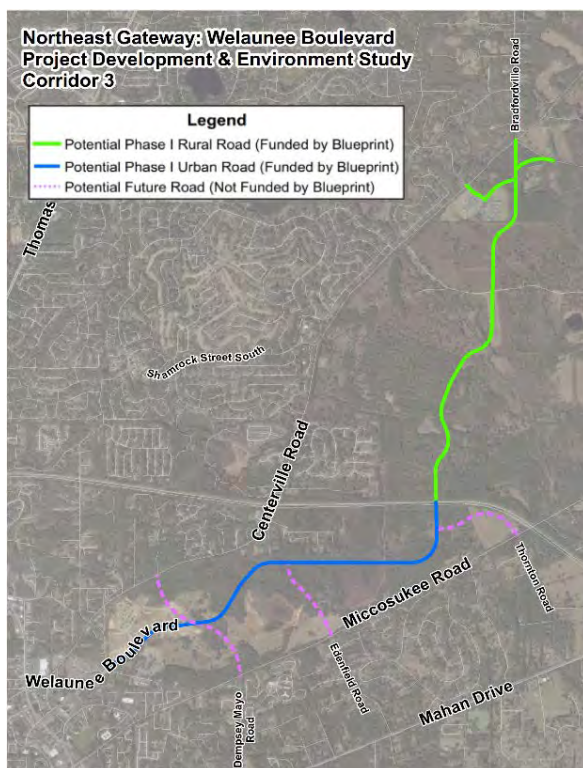 Northeast Gateway: Welaunee Boulevard
Project Development & Environment Study
Corridor 3
Legend
Potential Phase I Rural Road (Funded by Blueprint)
Potential Phase I Urban Road (Funded by Blueprint)
Potential Future Road (Not Funded by Blueprint)
Bradfordville Road
Thomas
Shamrock Street South
Centerville Road
Thornton Road
Miccosukee Road
Edenfield Road
Welaunee Boulevard
Mahan Drive
Dempsey Mayo
Road